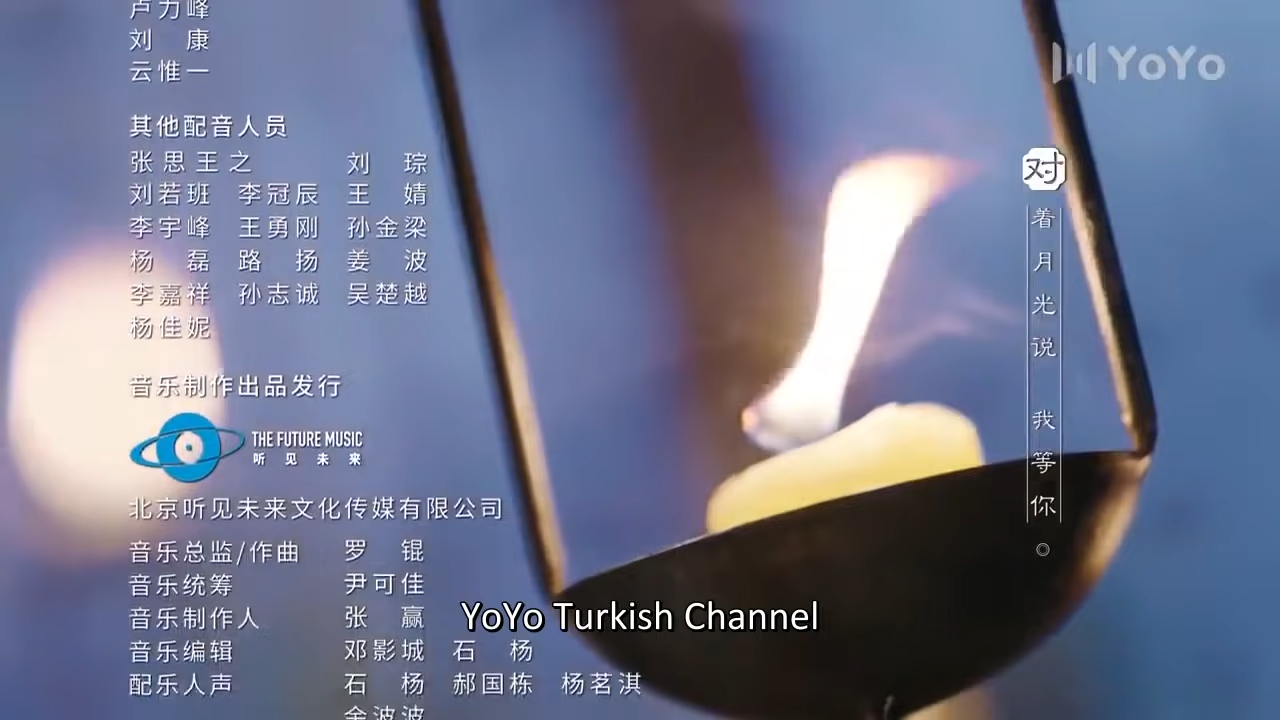 卢力峰
刘 康
云惟一
其他配音人员
张思王之 刘 琮
刘若班 李冠辰 王 婧
李宇峰 王勇刚 孙金梁
杨 磊 路 扬 姜 波
李嘉祥 孙志诚 吴楚越
杨佳妮
音乐制作出品发行
THE FUTURE MUSIC
听见未来
北京听见未来文化传媒有限公司
音乐总监/作曲 罗 锟
音乐统筹 尹可佳
音乐制作人 张 赢
音乐编辑 邓影城 石 杨
配乐人声 石 杨 郝国栋 杨茗淇
金波波
YoYo
对着月光说 我等你
YoYo Turkish Channel